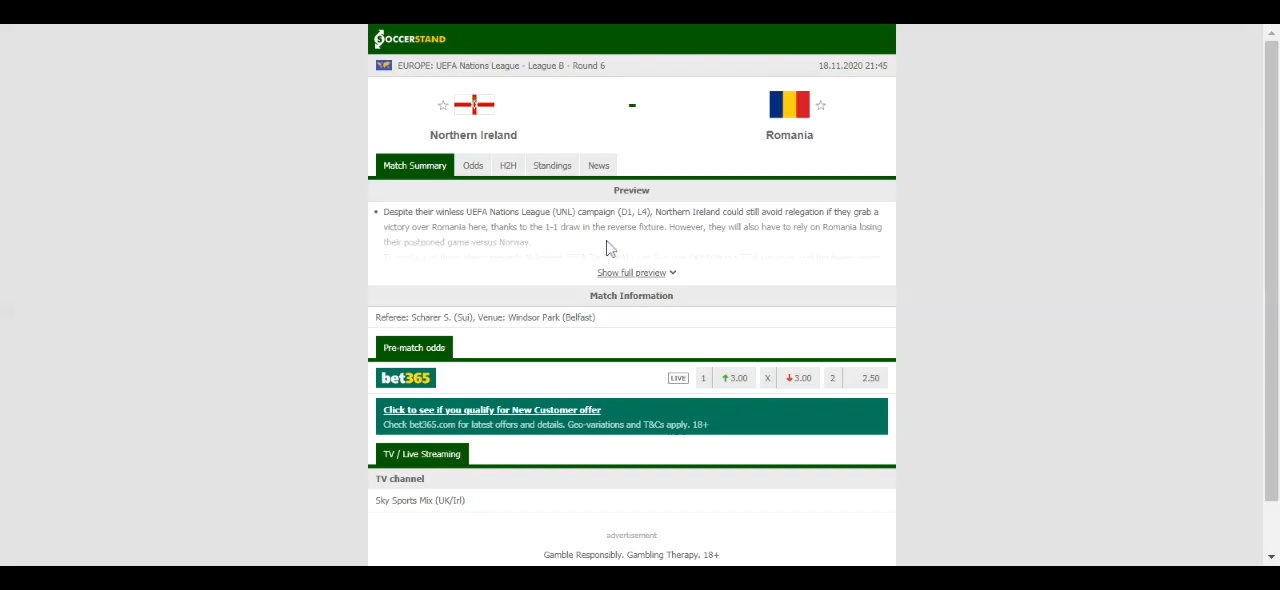 SOCCERSTAND
EUROPE: UEFA Nations League - League B - Round 6 18.11.2020 21:45
-
Northern Ireland Romania
Match Summary Odds H2H Standings News
Preview
• Despite their winless UEFA Nations League (UNL) campaign (D1, L4), Northern Ireland could still avoid relegation if they grab a
victory over Romania here, thanks to the 1-1 draw in the reverse fixture. However, they will also have to rely on Romania losing
their postponed game versus Norway.
Show full preview
Match Information
Referee: Scharer S. (Sui), Venue: Windsor Park (Belfast)
Pre-match odds
bet365 LIVE 1 3.00 X 3.00 2 2.50
Click to see if you qualify for New Customer offer
Check bet365.com for latest offers and details. Geo-variations and T&Cs apply. 18+
TV / Live Streaming
TV channel
Sky Sports Mix (UK/Irl)
advertisement
Gamble Responsibly. Gambling Therapy. 18+